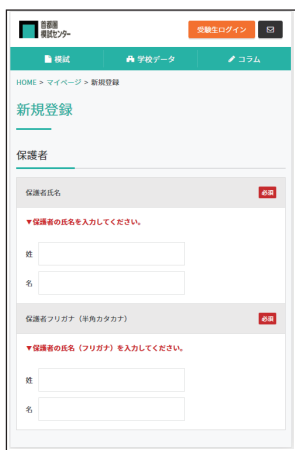 首都圏
模試センター
受験生ログイン
模試 学校データ コラム
HOME > マイページ > 新規登録
新規登録
保護者
保護者氏名 必須
▼保護者の氏名を入力してください。
姓
名
保護者フリガナ（半角カタカナ） 必須
▼保護者の氏名（フリガナ）を入力してください。
姓
名